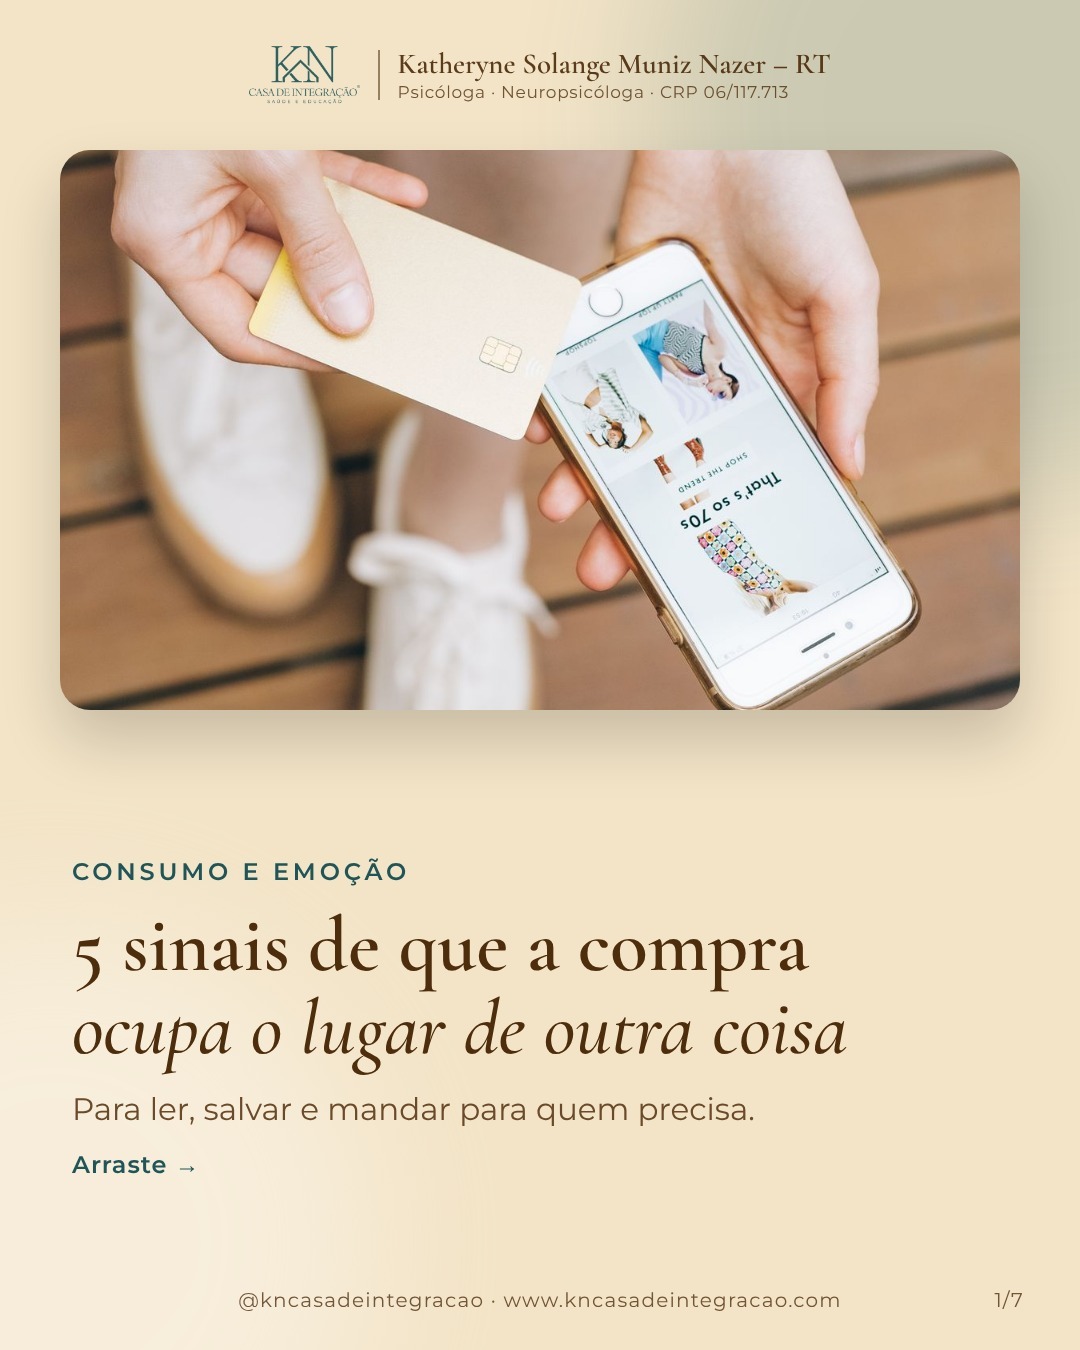 KN
CASA DE INTEGRAÇÃO
SAÚDE E EDUCAÇÃO
Katheryne Solange Muniz Nazer – RT
Psicóloga · Neuropsicóloga · CRP 06/117.713
SHOP THE TREND
That's so 70s
CONSUMO E EMOÇÃO
5 sinais de que a compra
ocupa o lugar de outra coisa
Para ler, salvar e mandar para quem precisa.
Arraste →
@kncasadeintegracao · www.kncasadeintegracao.com
1/7